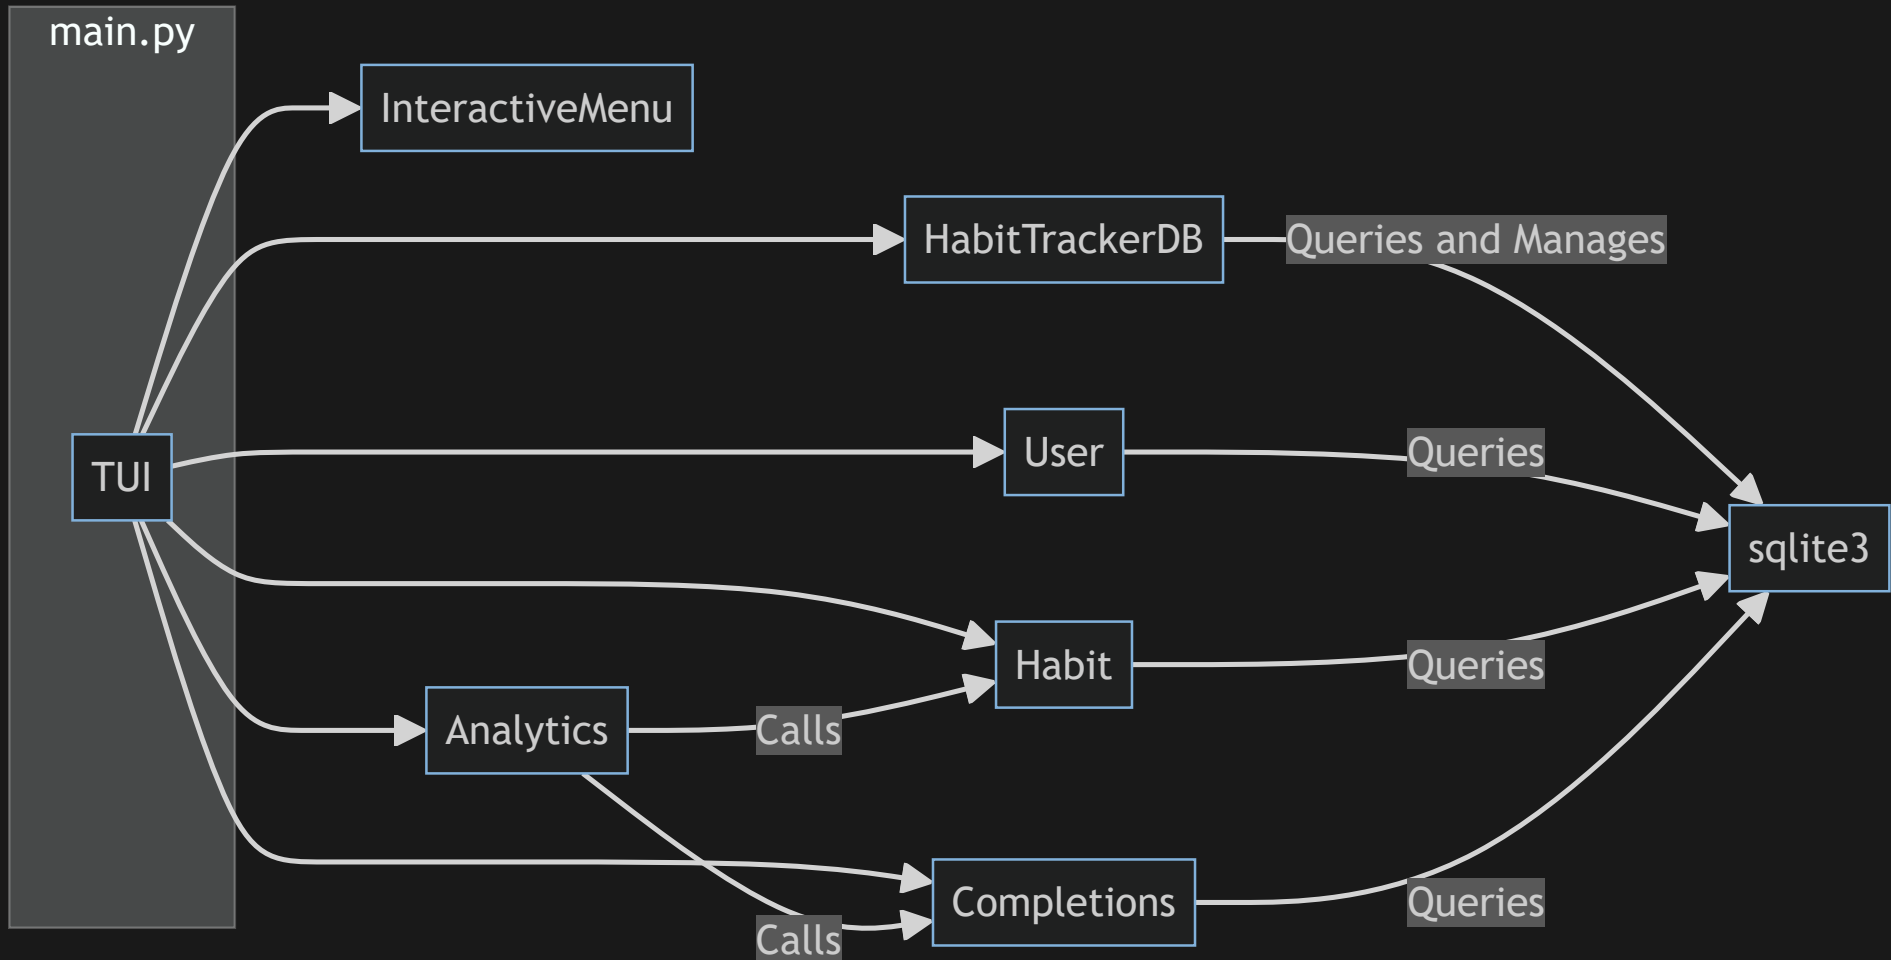 main.py
InteractiveMenu
HabitTrackerDB
Queries and Manages
User
Queries
TUI
sqlite3
Habit
Queries
Analytics
Calls
Completions
Queries
Calls